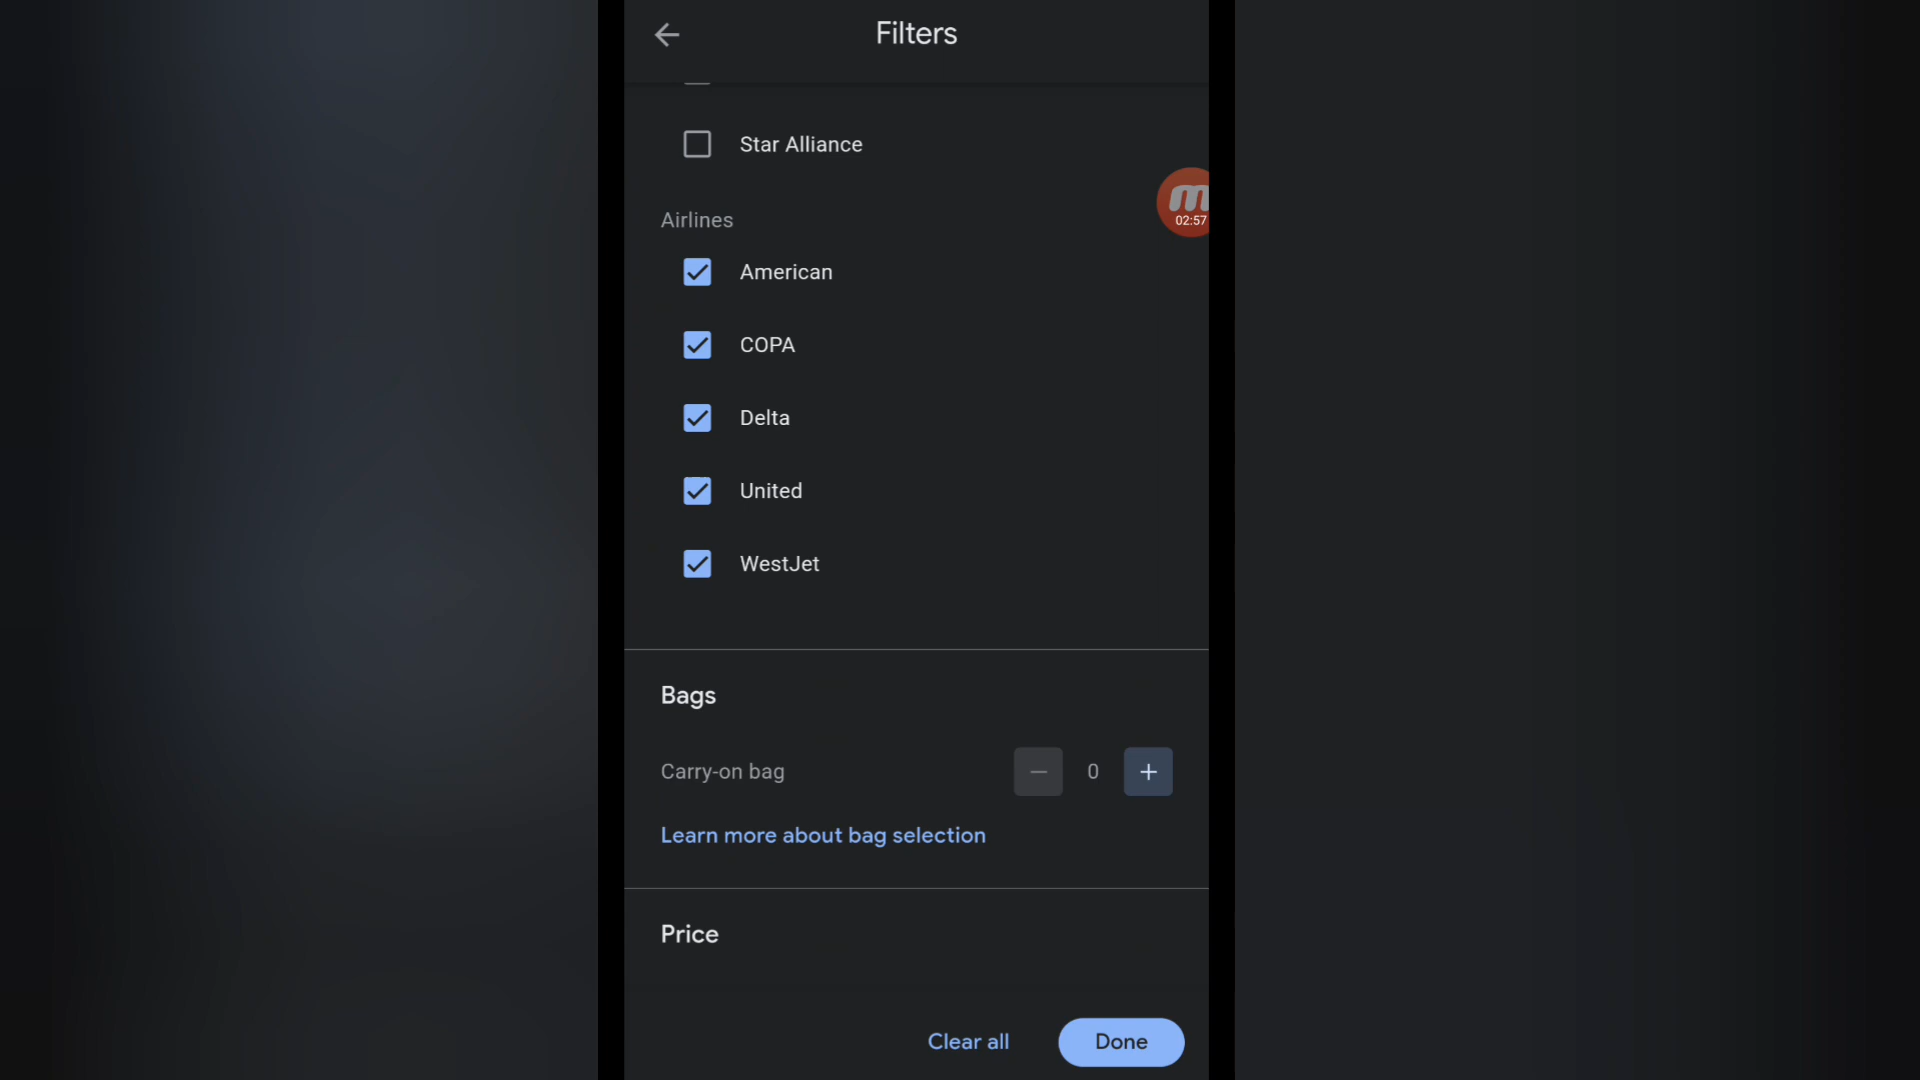 Filters
Star Alliance
02:57
Airlines
American
COPA
Delta
United
WestJet
Bags
Carry-on bag
0
Learn more about bag selection
Price
Clear all
Done